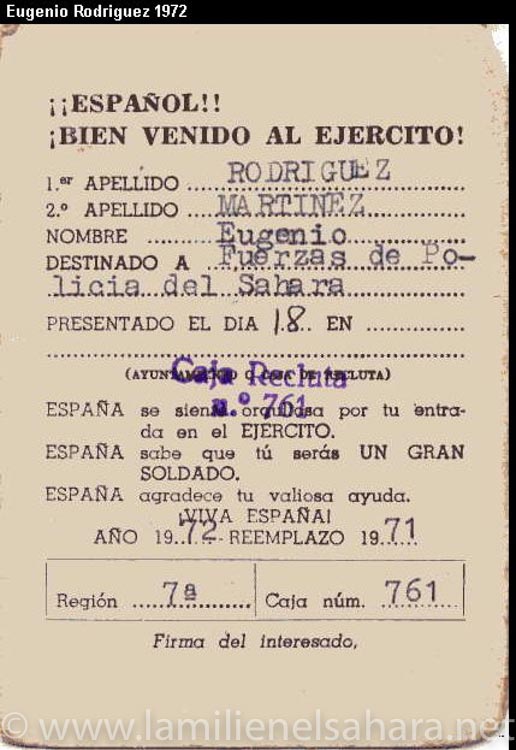 Eugenio Rodriguez 1972
¡¡ESPAÑOL!!
¡BIEN VENIDO AL EJERCITO!
1.er APELLIDO RODRIGUEZ
2.º APELLIDO MARTINEZ
NOMBRE Eugenio
DESTINADO A Fuerzas de Po-
licia del Sahara
PRESENTADO EL DIA 18 EN
(AYUNTAMIENTO O CAJA DE RECLUTA)
Caja Recluta
n.º 761
ESPAÑA se siente orgullosa por tu entra-
da en el EJERCITO.
ESPAÑA sabe que tú serás UN GRAN
SOLDADO.
ESPAÑA agradece tu valiosa ayuda.
¡VIVA ESPAÑA!
AÑO 1972-REEMPLAZO 1971
Región 7ª Caja núm. 761
Firma del interesado,
© www.lamilienelsahara.net